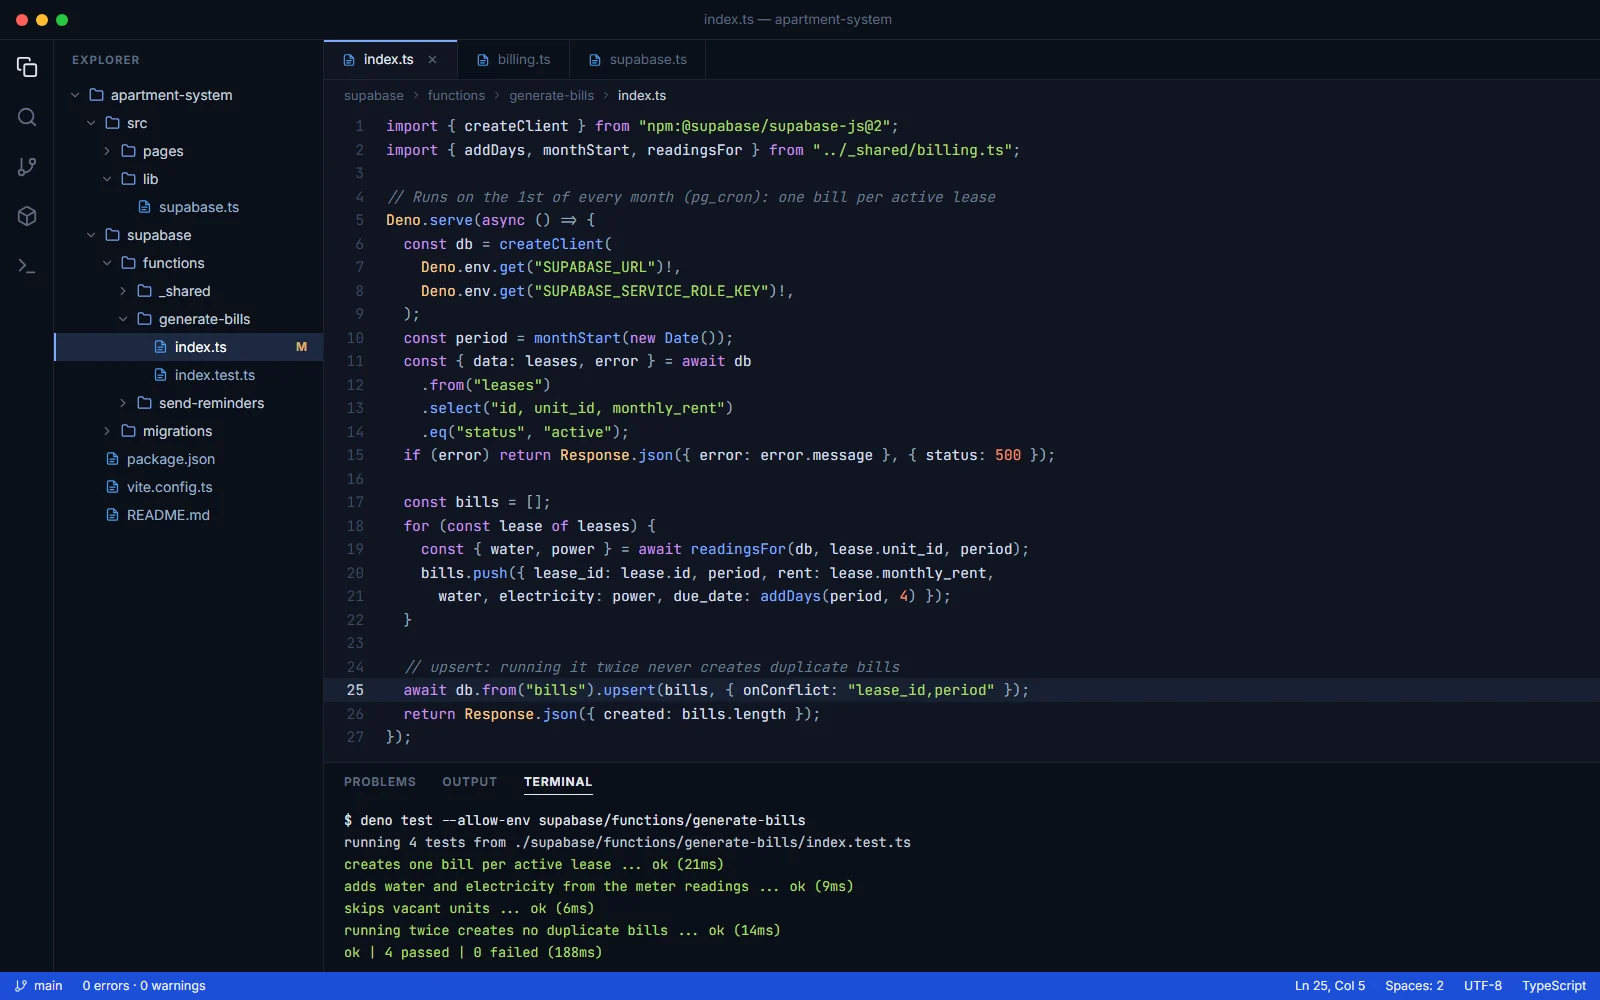 index.ts — apartment-system
EXPLORER
apartment-system
src
pages
lib
supabase.ts
supabase
functions
_shared
generate-bills
index.ts M
index.test.ts
send-reminders
migrations
package.json
vite.config.ts
README.md
index.ts × billing.ts supabase.ts
supabase > functions > generate-bills > index.ts
1 import { createClient } from "npm:@supabase/supabase-js@2";
2 import { addDays, monthStart, readingsFor } from "../_shared/billing.ts";
3
4 // Runs on the 1st of every month (pg_cron): one bill per active lease
5 Deno.serve(async () => {
6   const db = createClient(
7     Deno.env.get("SUPABASE_URL")!,
8     Deno.env.get("SUPABASE_SERVICE_ROLE_KEY")!,
9   );
10   const period = monthStart(new Date());
11   const { data: leases, error } = await db
12     .from("leases")
13     .select("id, unit_id, monthly_rent")
14     .eq("status", "active");
15   if (error) return Response.json({ error: error.message }, { status: 500 });
16
17   const bills = [];
18   for (const lease of leases) {
19     const { water, power } = await readingsFor(db, lease.unit_id, period);
20     bills.push({ lease_id: lease.id, period, rent: lease.monthly_rent,
21       water, electricity: power, due_date: addDays(period, 4) });
22   }
23
24   // upsert: running it twice never creates duplicate bills
25   await db.from("bills").upsert(bills, { onConflict: "lease_id,period" });
26   return Response.json({ created: bills.length });
27 });
PROBLEMS OUTPUT TERMINAL
$ deno test --allow-env supabase/functions/generate-bills
running 4 tests from ./supabase/functions/generate-bills/index.test.ts
creates one bill per active lease ... ok (21ms)
adds water and electricity from the meter readings ... ok (9ms)
skips vacant units ... ok (6ms)
running twice creates no duplicate bills ... ok (14ms)
ok | 4 passed | 0 failed (188ms)
main 0 errors · 0 warnings Ln 25, Col 5 Spaces: 2 UTF-8 TypeScript